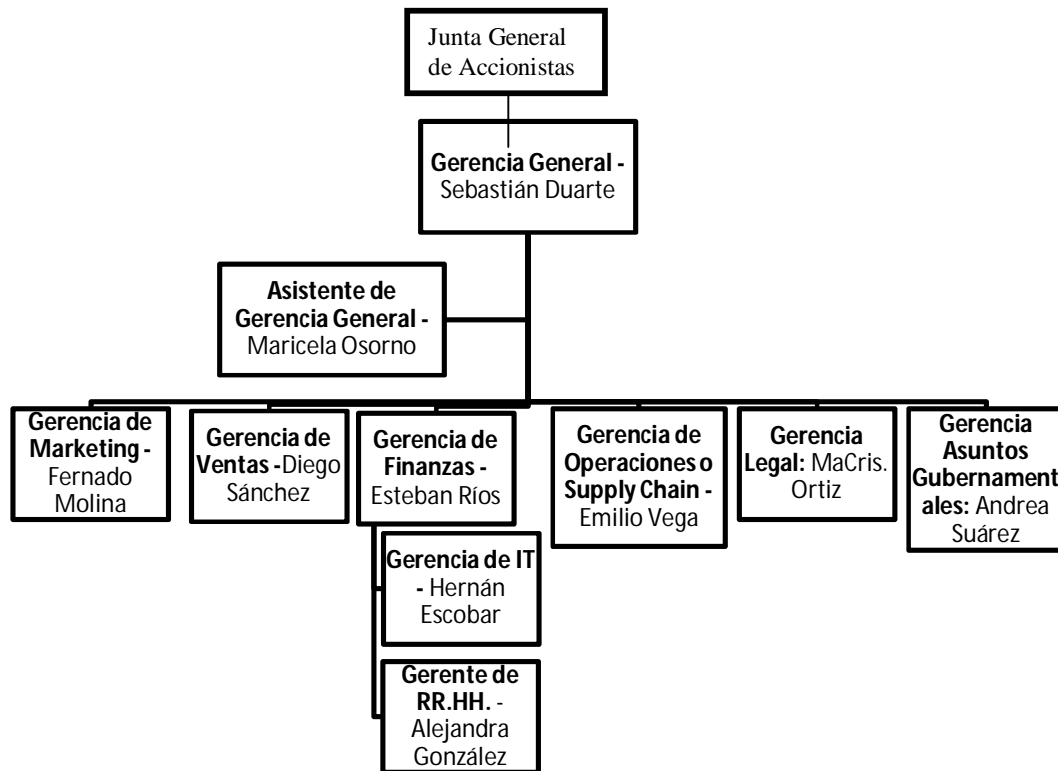 Junta General
de Accionistas
Gerencia General -
Sebastián Duarte
Asistente de
Gerencia General -
Maricela Osorno
Gerencia de
Marketing -
Fernado
Molina
Gerencia de
Ventas -Diego
Sánchez
Gerencia de
Finanzas -
Esteban Ríos
Gerencia de
Operaciones o
Supply Chain -
Emilio Vega
Gerencia
Legal: MaCris.
Ortiz
Gerencia
Asuntos
Gubernament
ales: Andrea
Suárez
Gerencia de IT
- Hernán
Escobar
Gerente de
RR.HH. -
Alejandra
González